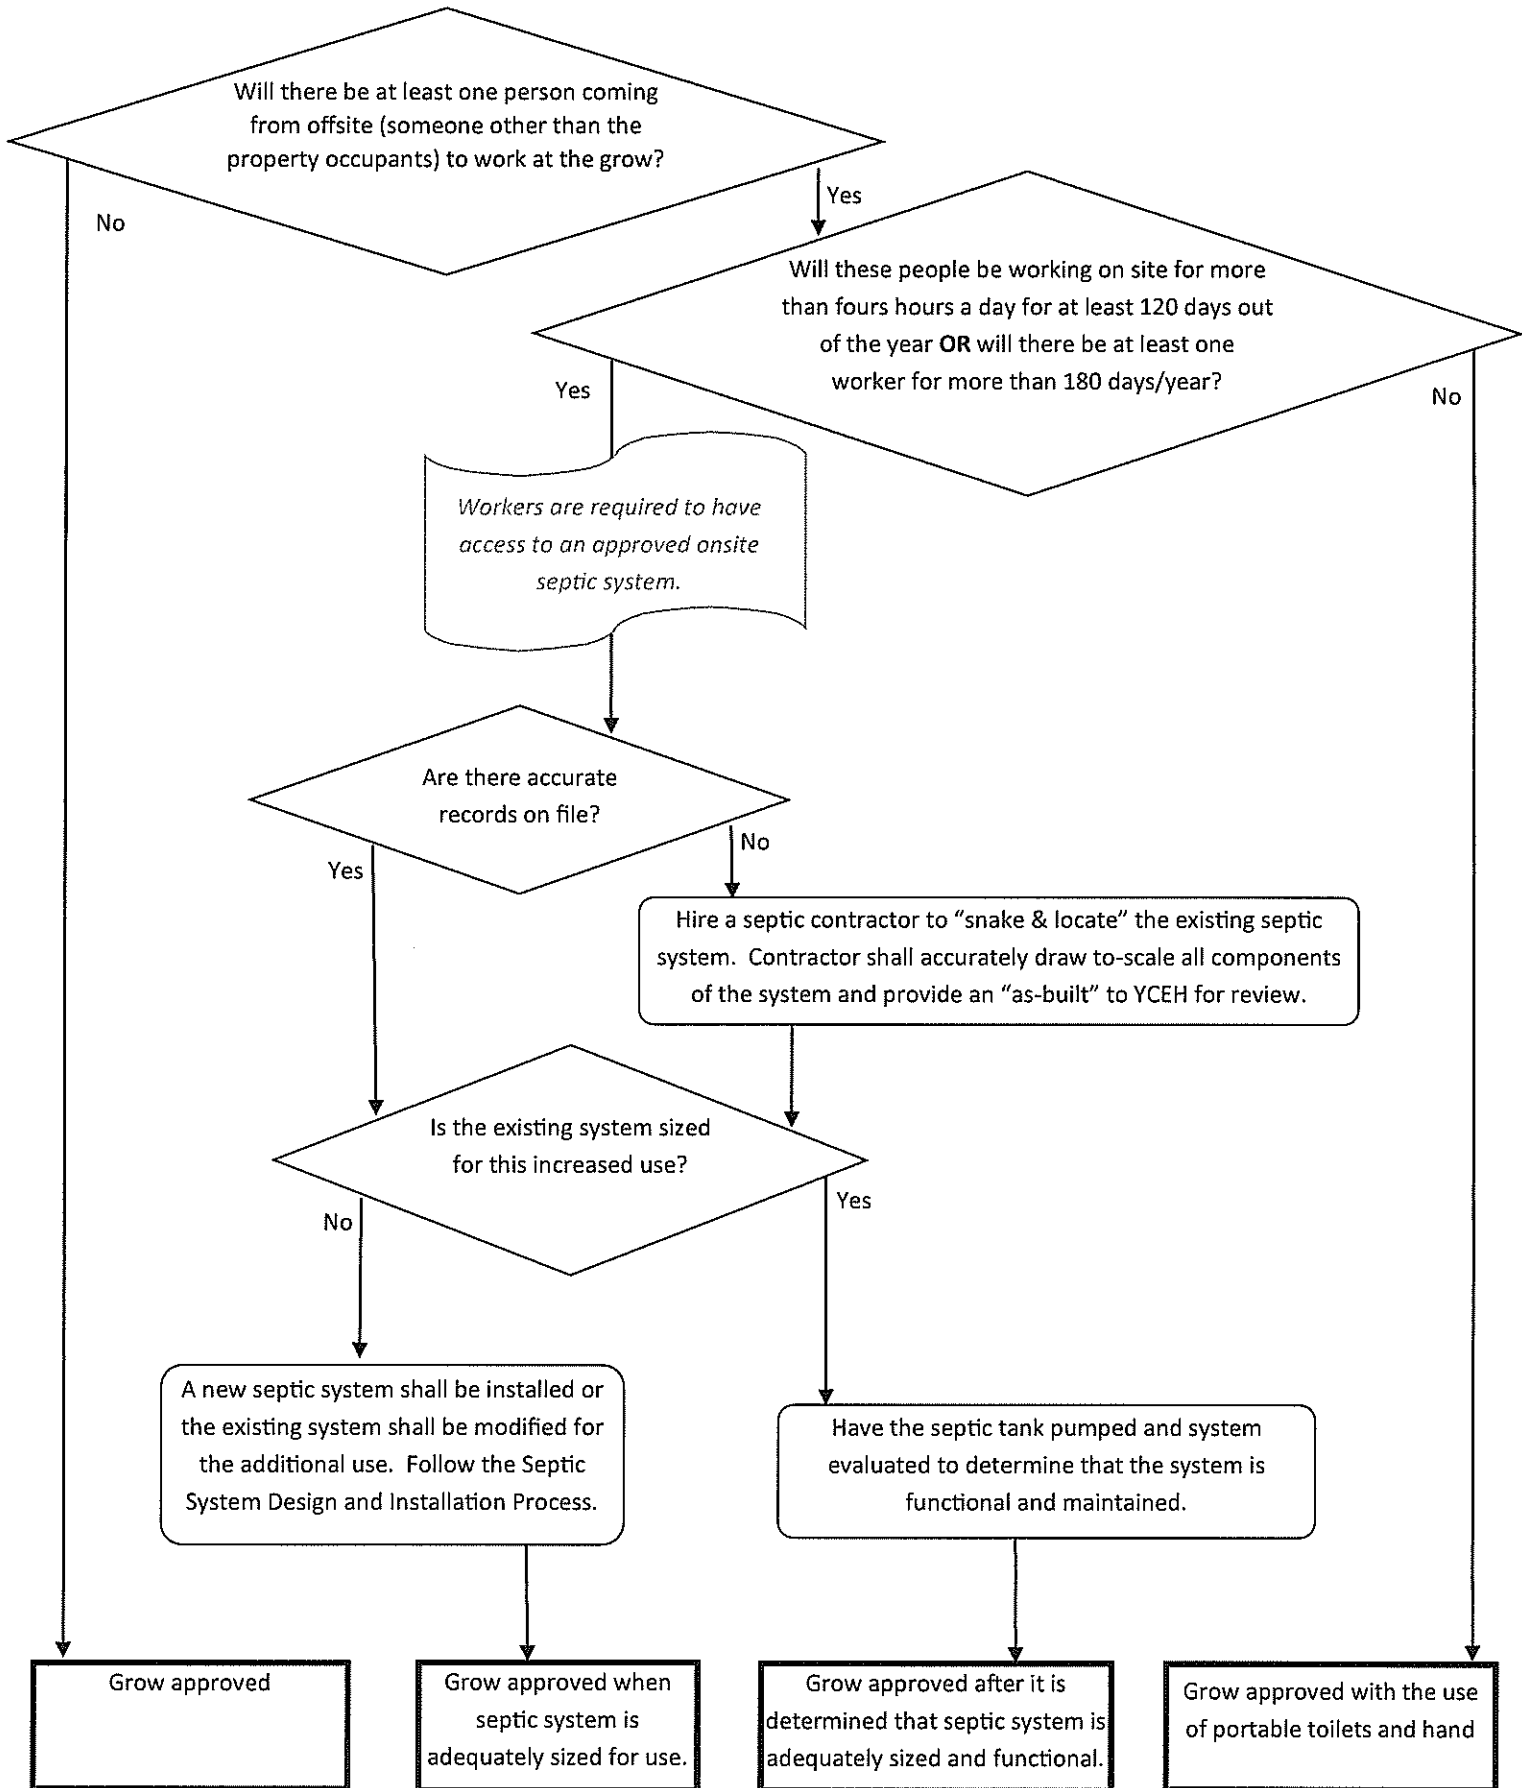 Will there be at least one person coming
from offsite (someone other than the
property occupants) to work at the grow?
No
Yes
Will these people be working on site for more
than fours hours a day for at least 120 days out
of the year OR will there be at least one
worker for more than 180 days/year?
Yes
No
Workers are required to have
access to an approved onsite
septic system.
Are there accurate
records on file?
Yes
No
Hire a septic contractor to “snake & locate” the existing septic
system. Contractor shall accurately draw to-scale all components
of the system and provide an “as-built” to YCEH for review.
Is the existing system sized
for this increased use?
No
Yes
A new septic system shall be installed or
the existing system shall be modified for
the additional use. Follow the Septic
System Design and Installation Process.
Have the septic tank pumped and system
evaluated to determine that the system is
functional and maintained.
Grow approved
Grow approved when
septic system is
adequately sized for use.
Grow approved after it is
determined that septic system is
adequately sized and functional.
Grow approved with the use
of portable toilets and hand